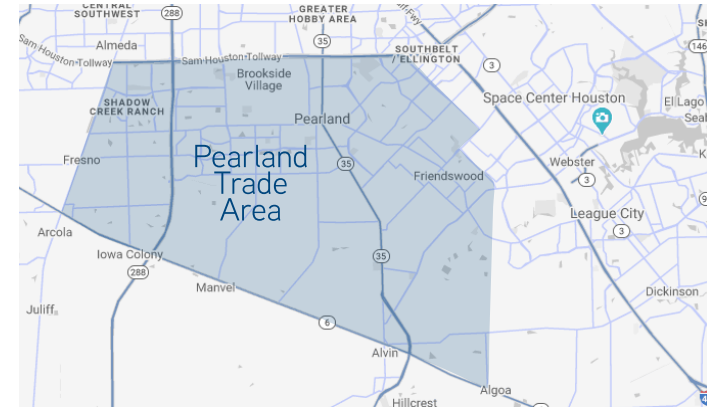 CENTRAL
SOUTHWEST
288
GREATER
HOBBY AREA
35
Sam Houston Tollway
Almeda
Sam Houston Tollway
SOUTHBELT
/ ELLINGTON
3
146
Brookside
Village
SHADOW
CREEK RANCH
Space Center Houston
El Lago
Pearland
Fresno
Pearland
Trade
Area
35
Friendswood
Webster
3
League City
3
Arcola
Iowa Colony
288
35
Manvel
Dickinson
Juliff
6
Alvin
Algoa
3
Hillcrest